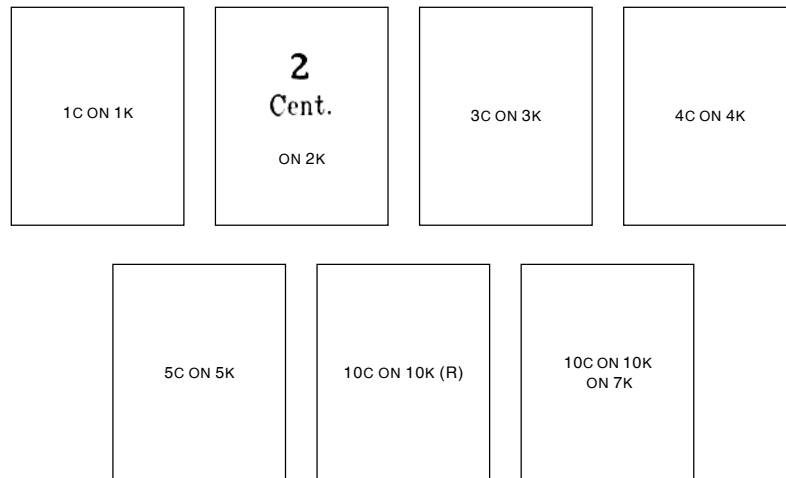 1C ON 1K
2
Cent.
ON 2K
3C ON 3K
4C ON 4K
5C ON 5K
10C ON 10K (R)
10C ON 10K
ON 7K